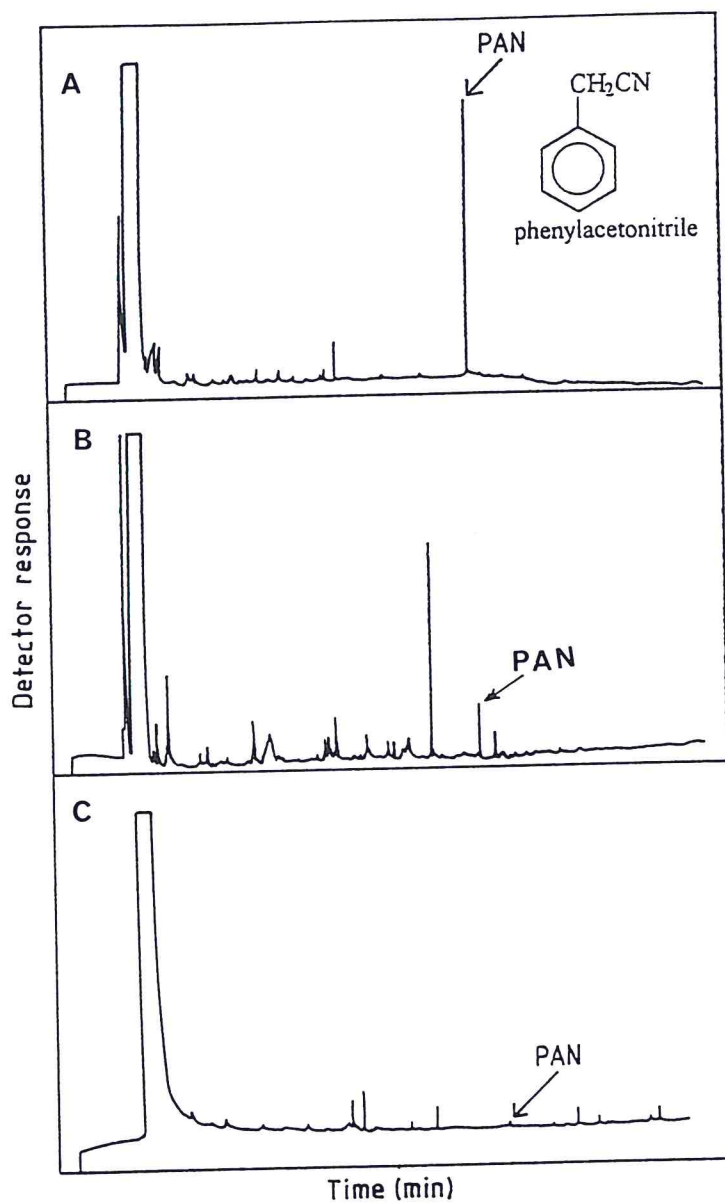 A
PAN
CH₂CN
phenylacetonitrile
B
PAN
C
PAN
Detector response
Time (min)